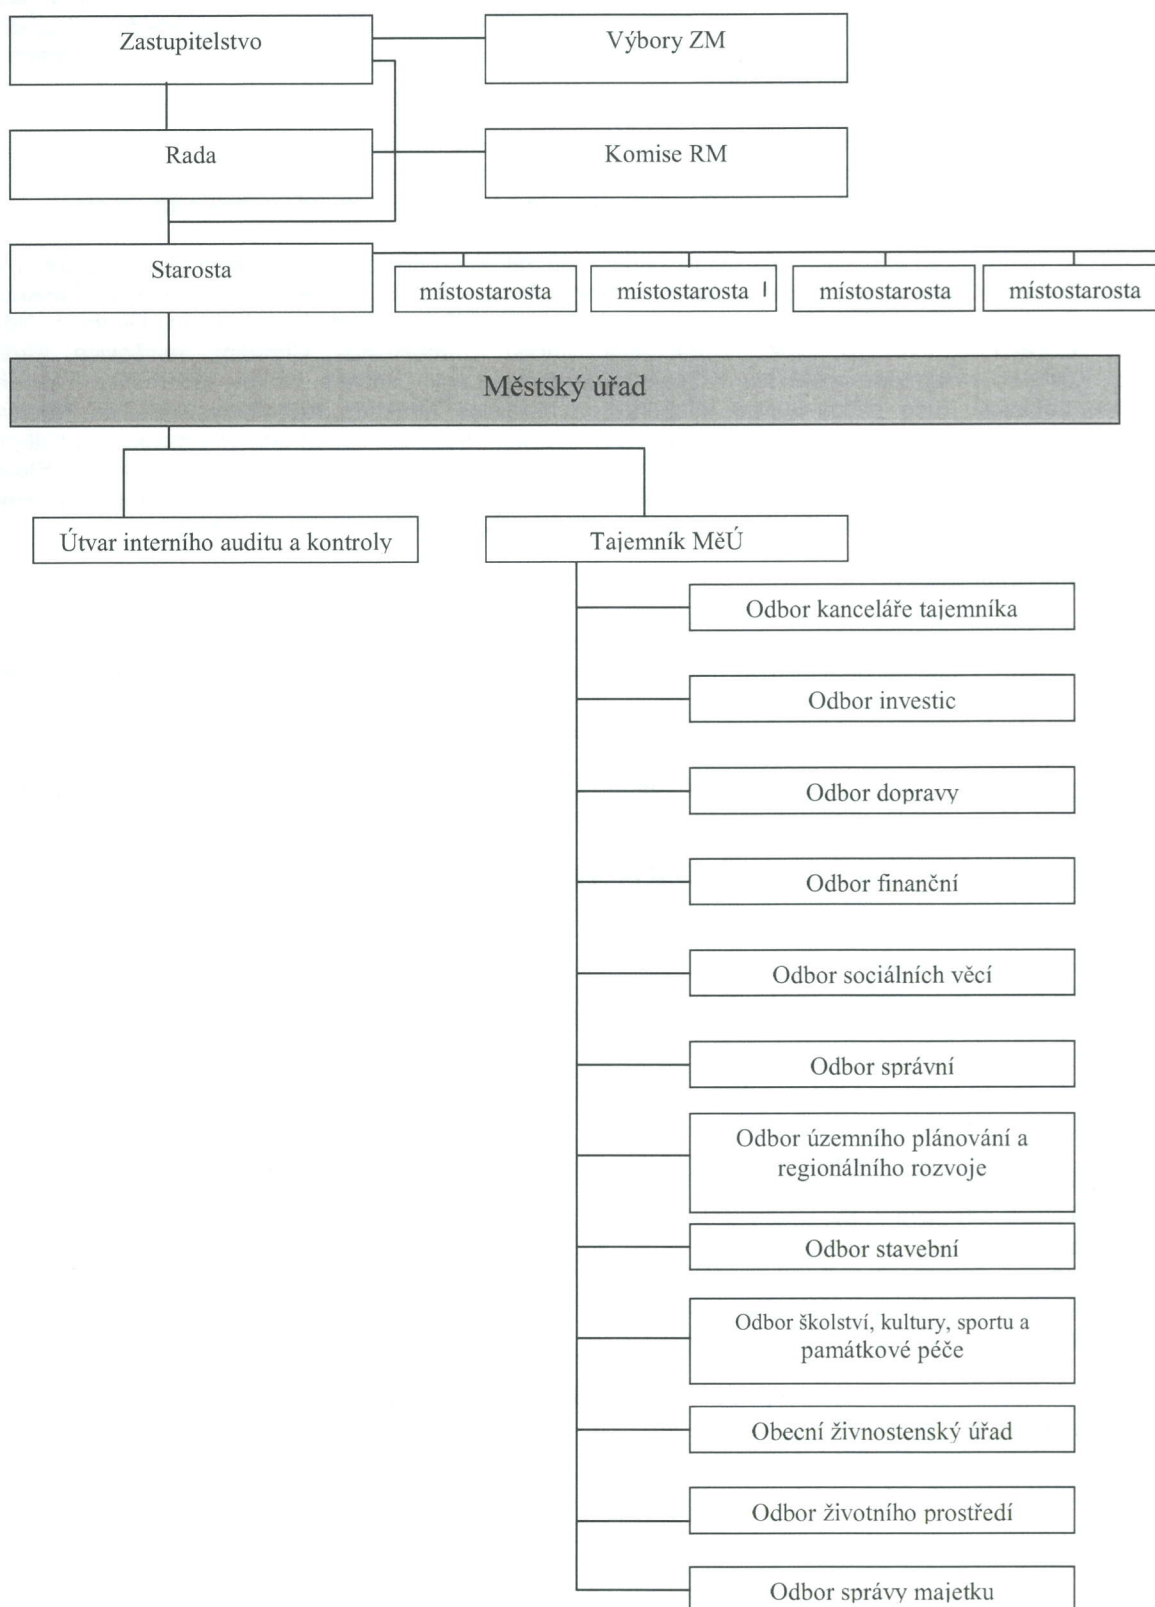 Zastupitelstvo
Výbory ZM
Rada
Komise RM
Starosta
místostarosta
místostarosta
místostarosta
místostarosta
Městský úřad
Útvar interního auditu a kontroly
Tajemník MěÚ
Odbor kanceláře tajemníka
Odbor investic
Odbor dopravy
Odbor finanční
Odbor sociálních věcí
Odbor správní
Odbor územního plánování a
regionálního rozvoje
Odbor stavební
Odbor školství, kultury, sportu a
památkové péče
Obecní živnostenský úřad
Odbor životního prostředí
Odbor správy majetku